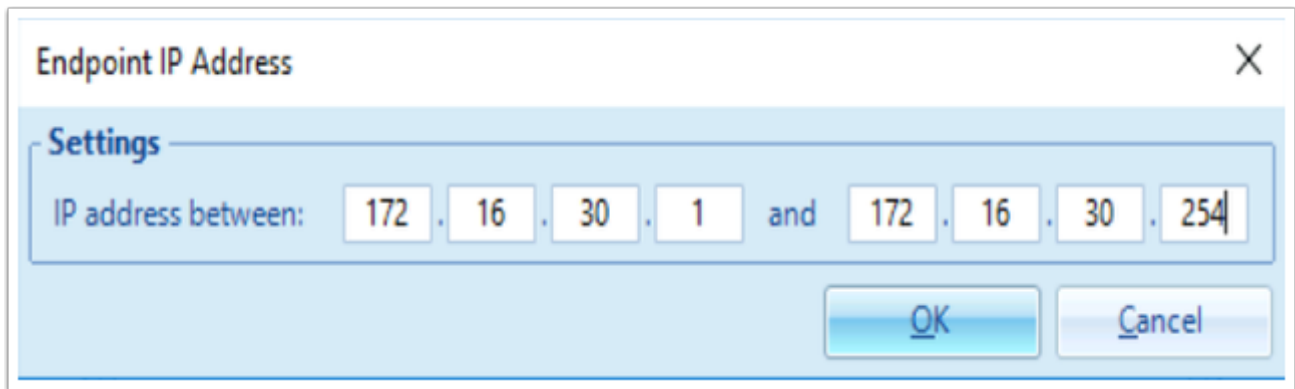 Endpoint IP Address
Settings
IP address between: 172 . 16 . 30 . 1 and 172 . 16 . 30 . 254
OK Cancel